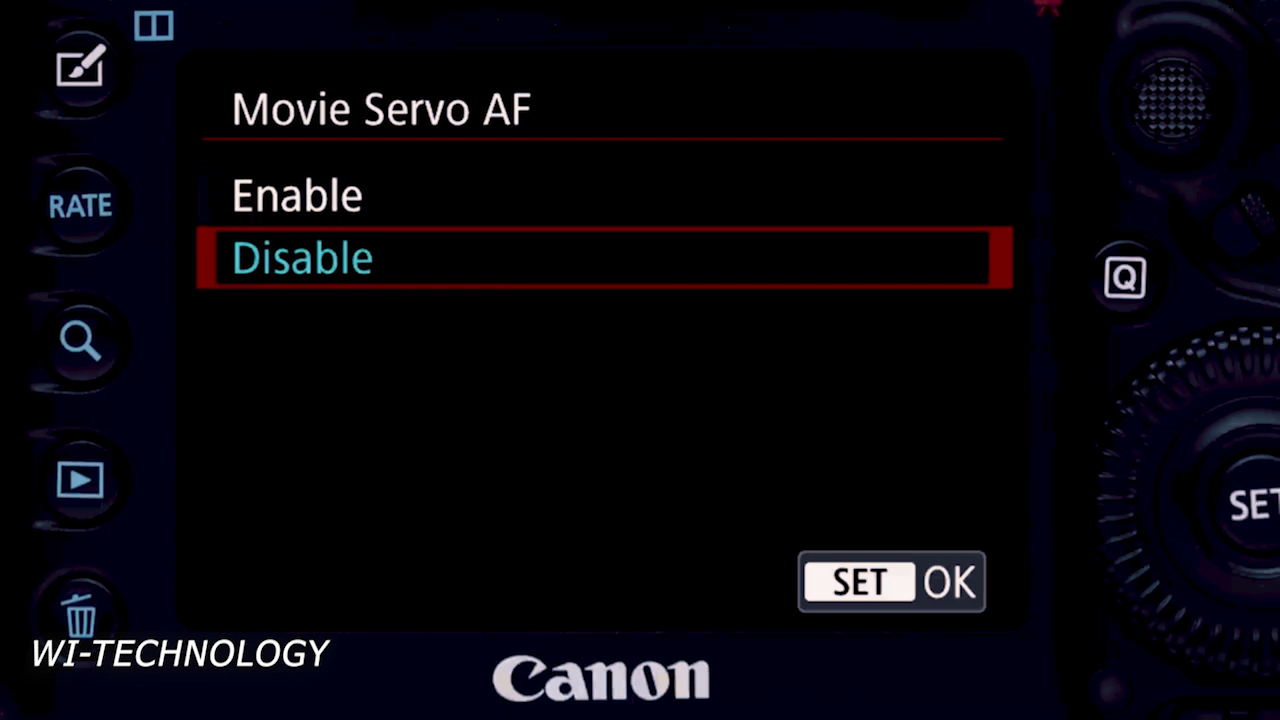 Movie Servo AF
RATE
Enable
Disable
Q
SET
SET OK
WI-TECHNOLOGY
Canon